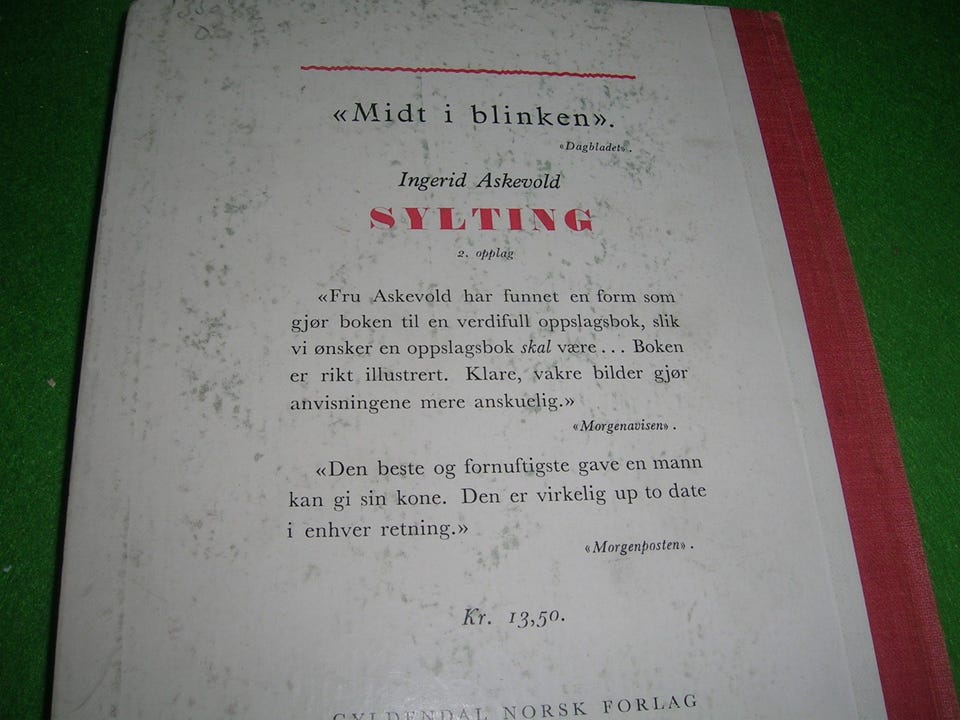 «Midt i blinken».
«Dagbladet».
Ingerid Askevold
SYLTING
2. opplag
«Fru Askevold har funnet en form som
gjør boken til en verdifull oppslagsbok, slik
vi ønsker en oppslagsbok skal være... Boken
er rikt illustrert. Klare, vakre bilder gjør
anvisningene mere anskuelig.»
«Morgenavisen».
«Den beste og fornuftigste gave en mann
kan gi sin kone. Den er virkelig up to date
i enhver retning.»
«Morgenposten».
Kr. 13,50.
GYLDENDAL NORSK FORLAG